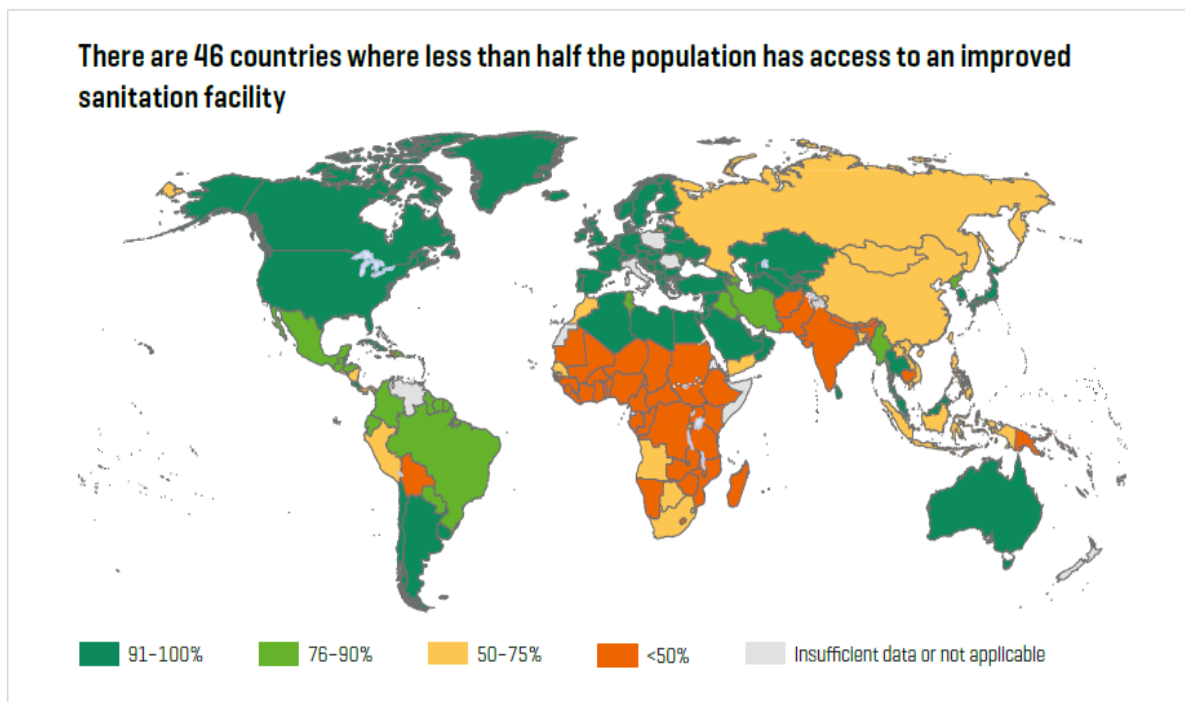 There are 46 countries where less than half the population has access to an improved
sanitation facility
91–100%
76–90%
50–75%
<50%
Insufficient data or not applicable